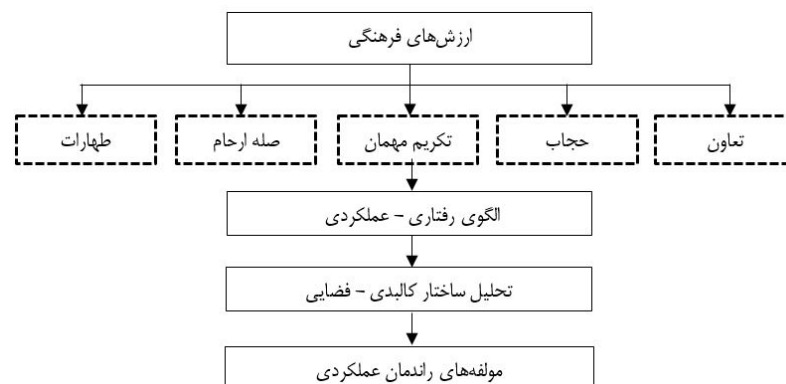 ارزش‌های فرهنگی
تعاون
حجاب
تکریم مهمان
صله ارحام
طهارات
الگوی رفتاری – عملکردی
تحلیل ساختار کالبدی – فضایی
مولفه‌های راندمان عملکردی